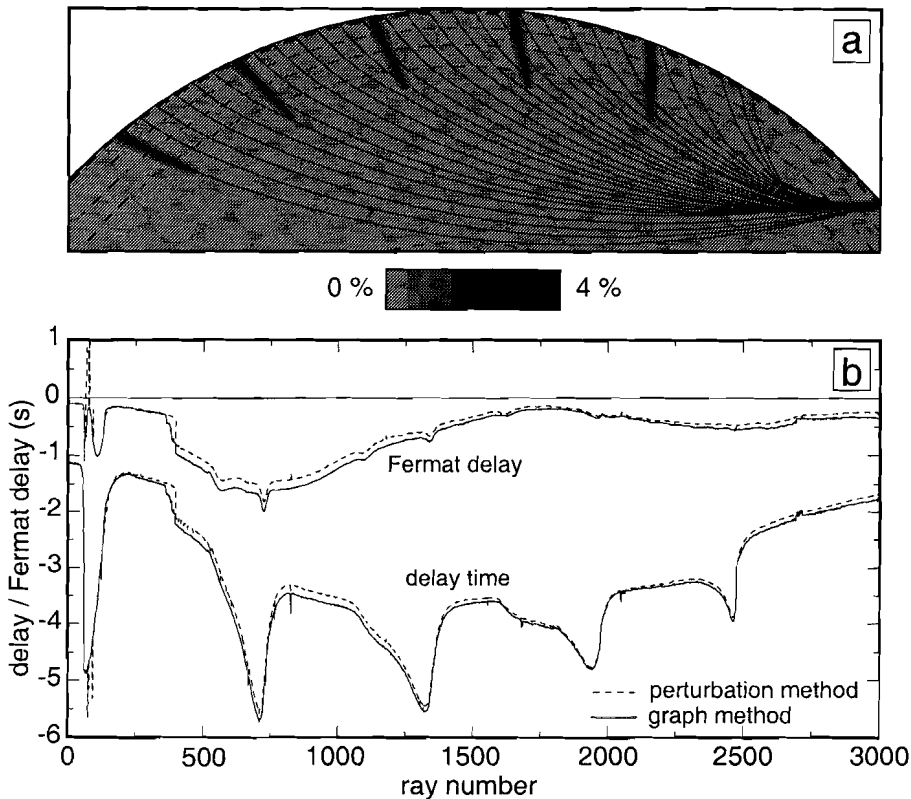 a
0 % 4 %
b
1
0
-1
-2
-3
-4
-5
-6
delay / Fermat delay (s)
Fermat delay
delay time
perturbation method
graph method
0 500 1000 1500 2000 2500 3000
ray number